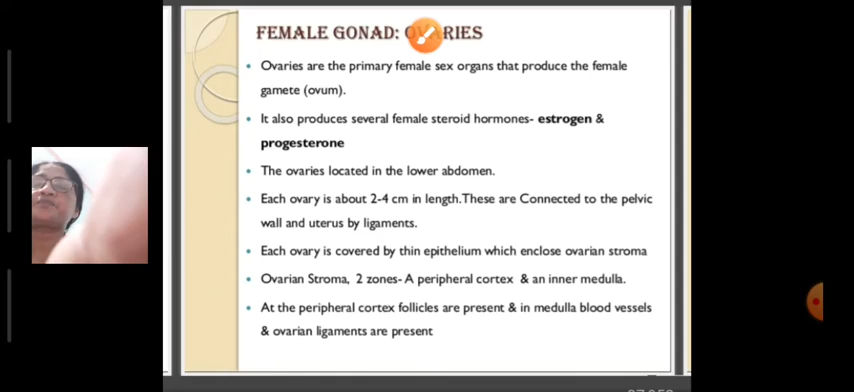 FEMALE GONAD: OVARIES
• Ovaries are the primary female sex organs that produce the female
gamete (ovum).
• It also produces several female steroid hormones- estrogen &
progesterone
• The ovaries located in the lower abdomen.
• Each ovary is about 2-4 cm in length.These are Connected to the pelvic
wall and uterus by ligaments.
• Each ovary is covered by thin epithelium which enclose ovarian stroma
• Ovarian Stroma, 2 zones- A peripheral cortex & an inner medulla.
• At the peripheral cortex follicles are present & in medulla blood vessels
& ovarian ligaments are present